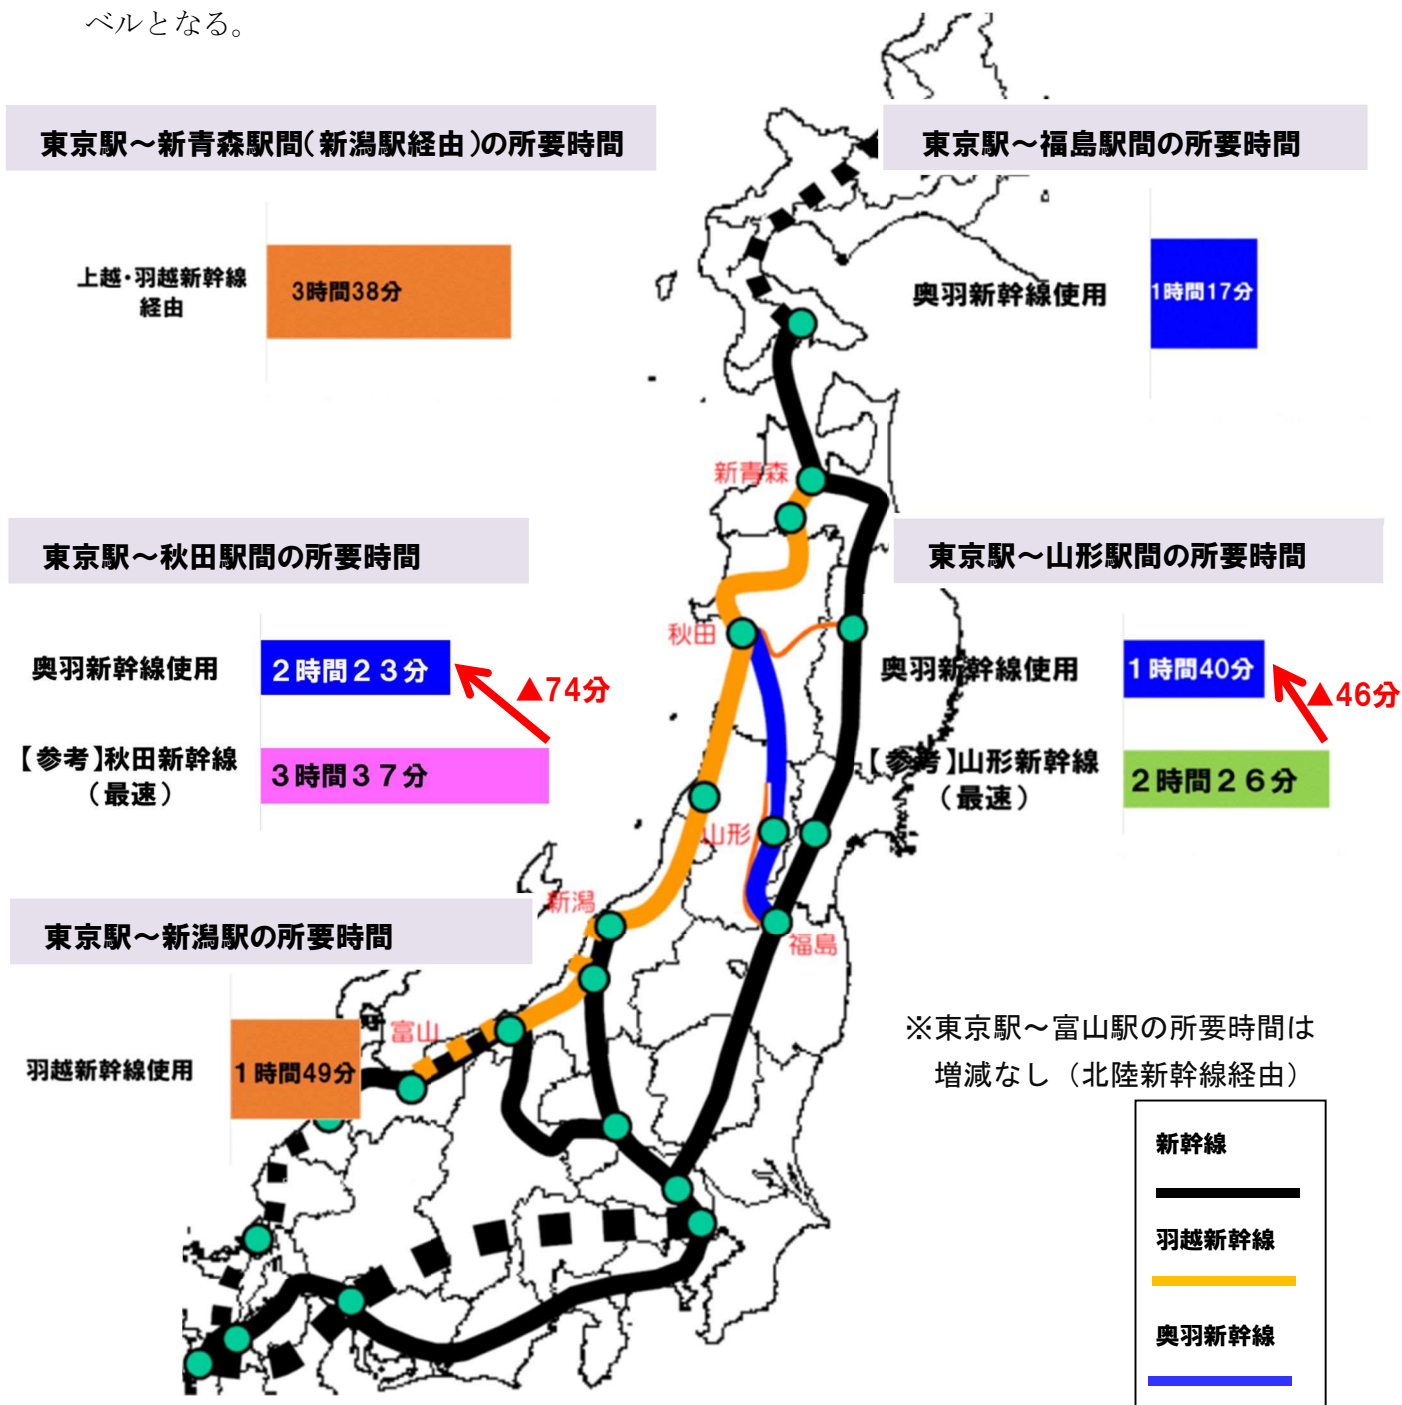 ベルとなる。
東京駅～新青森駅間(新潟駅経由)の所要時間
上越・羽越新幹線
経由
3時間38分
東京駅～福島駅間の所要時間
奥羽新幹線使用
1時間17分
新青森
東京駅～秋田駅間の所要時間
奥羽新幹線使用
2時間23分
▲74分
【参考】秋田新幹線
（最速）
3時間37分
秋田
東京駅～山形駅間の所要時間
奥羽新幹線使用
1時間40分
▲46分
【参考】山形新幹線
（最速）
2時間26分
山形
新潟
福島
東京駅～新潟駅の所要時間
羽越新幹線使用
1時間49分
富山
※東京駅～富山駅の所要時間は
増減なし（北陸新幹線経由）
新幹線
羽越新幹線
奥羽新幹線